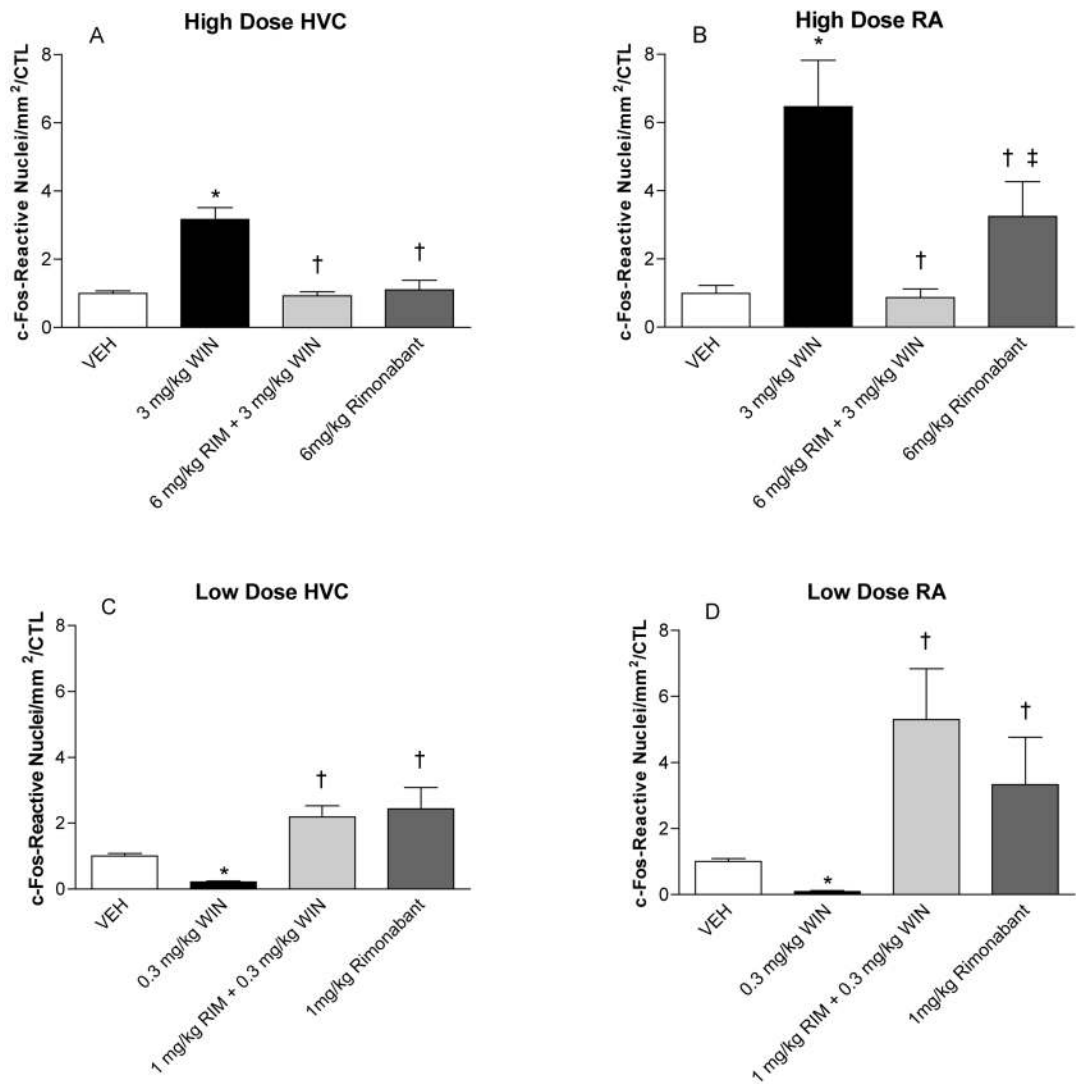 A
High Dose HVC
c-Fos-Reactive Nuclei/mm²/CTL
8
6
4
2
0
*
†
†
VEH
3 mg/kg WIN
6 mg/kg RIM + 3 mg/kg WIN
6mg/kg Rimonabant
B
High Dose RA
c-Fos-Reactive Nuclei/mm²/CTL
8
6
4
2
0
*
†
† ‡
VEH
3 mg/kg WIN
6 mg/kg RIM + 3 mg/kg WIN
6mg/kg Rimonabant
C
Low Dose HVC
c-Fos-Reactive Nuclei/mm²/CTL
8
6
4
2
0
*
†
†
VEH
0.3 mg/kg WIN
1 mg/kg RIM + 0.3 mg/kg WIN
1mg/kg Rimonabant
D
Low Dose RA
c-Fos-Reactive Nuclei/mm²/CTL
8
6
4
2
0
*
†
†
VEH
0.3 mg/kg WIN
1 mg/kg RIM + 0.3 mg/kg WIN
1mg/kg Rimonabant